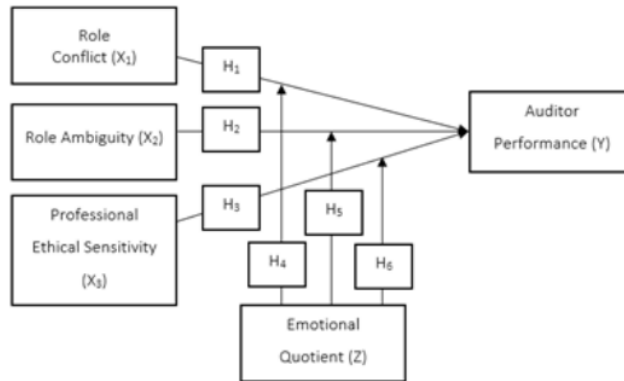 Role
Conflict (X₁)
H₁
Role Ambiguity (X₂)
H₂
Auditor
Performance (Y)
Professional
Ethical Sensitivity
(X₃)
H₃
H₄
H₅
H₆
Emotional
Quotient (Z)